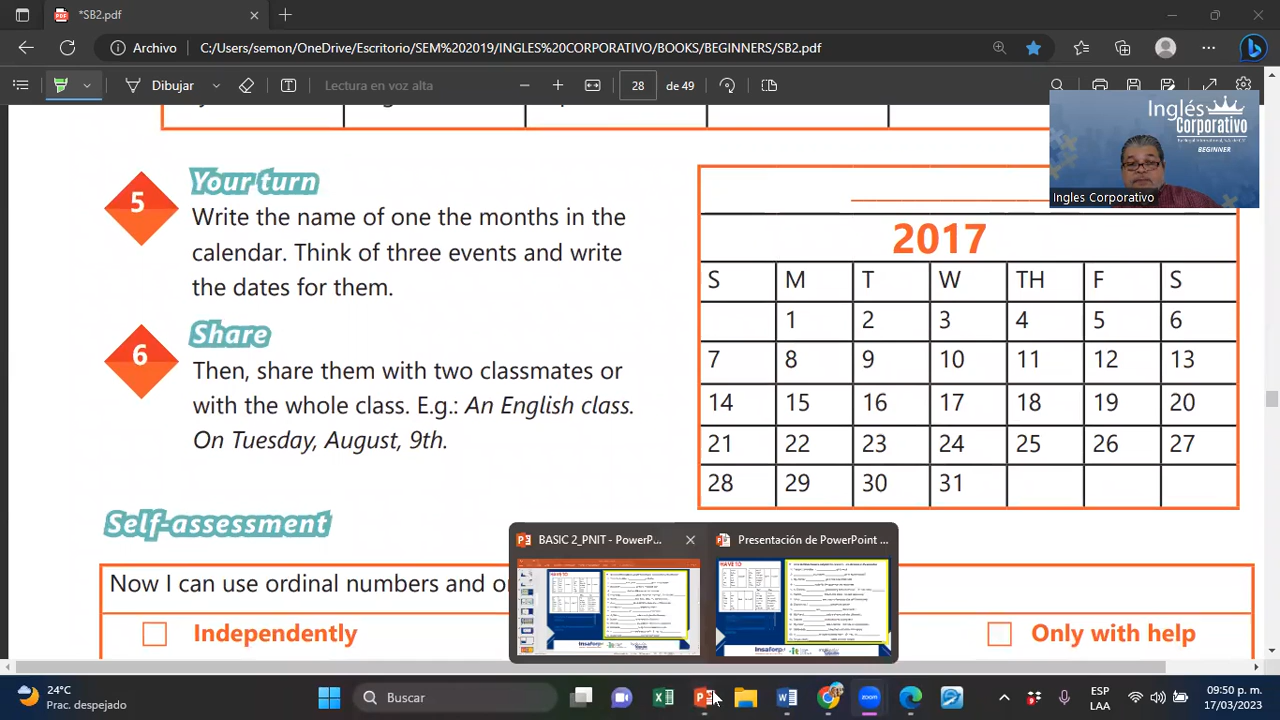 *SB2.pdf
Archivo
C:/Users/semon/OneDrive/Escritorio/SEM%202019/INGLES%20CORPORATIVO/BOOKS/BEGINNERS/SB2.pdf
Dibujar
Lectura en voz alta
28
de 49
Inglés
Corporativo
BEGINNER
Ingles Corporativo
5
Your turn
Write the name of one the months in the
calendar. Think of three events and write
the dates for them.
6
Share
Then, share them with two classmates or
with the whole class. E.g.: An English class.
On Tuesday, August, 9th.
2017
S M T W TH F S
1 2 3 4 5 6
7 8 9 10 11 12 13
14 15 16 17 18 19 20
21 22 23 24 25 26 27
28 29 30 31
Self-assessment
Now I can use ordinal numbers and
Independently
Only with help
BASIC 2_PNIT - PowerP...
Presentación de PowerPoint ...
HAVE TO
HAVE TO
Insaforp
Insaforp
24°C
Prac. despejado
Buscar
zoom
ESP
LAA
09:50 p. m.
17/03/2023